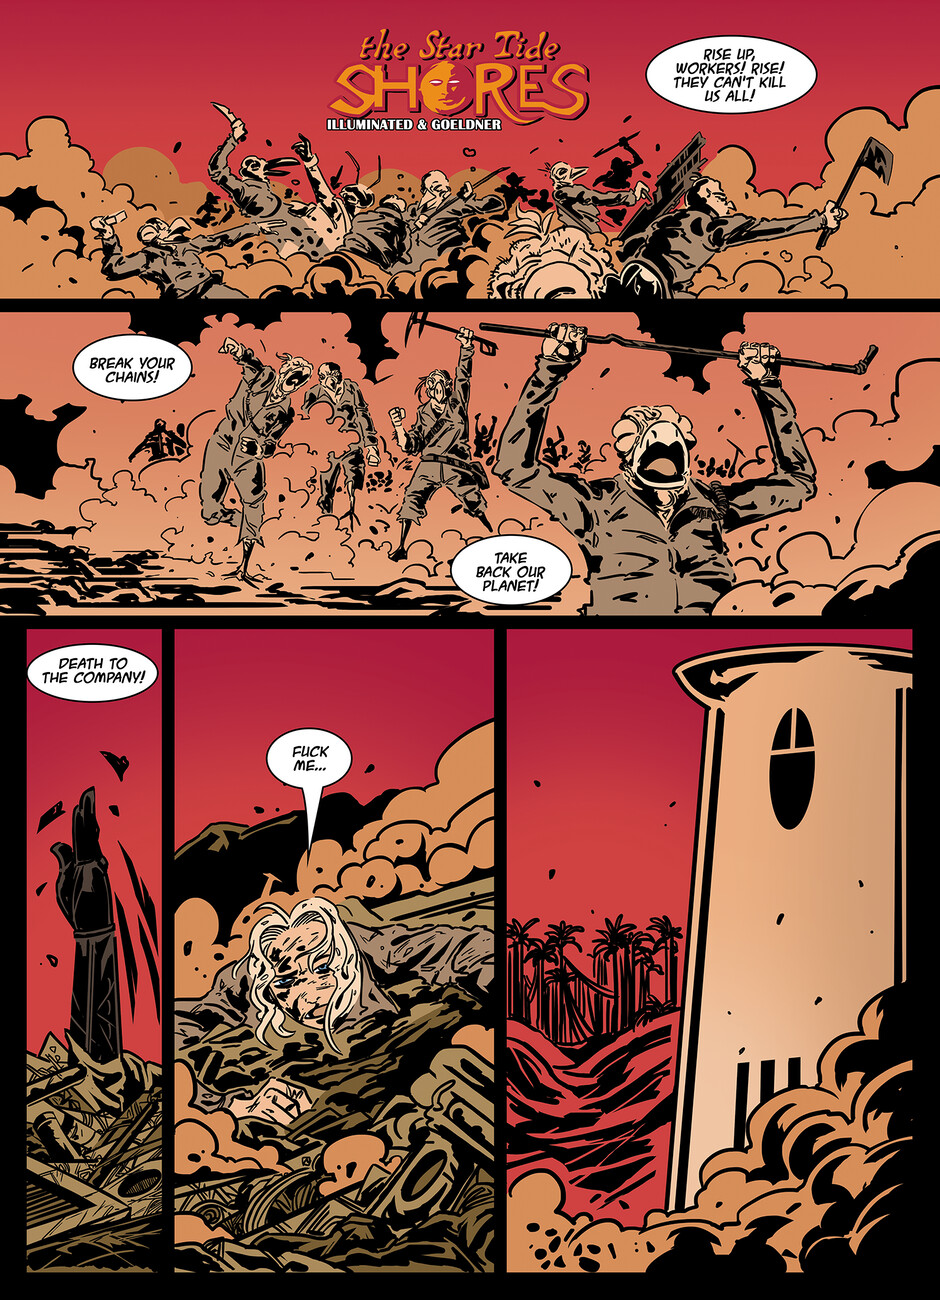 the Star Tide
SHORES
ILLUMINATED & GOELDNER
RISE UP,
WORKERS! RISE!
THEY CAN'T KILL
US ALL!
BREAK YOUR
CHAINS!
TAKE
BACK OUR
PLANET!
DEATH TO
THE COMPANY!
FUCK
ME...